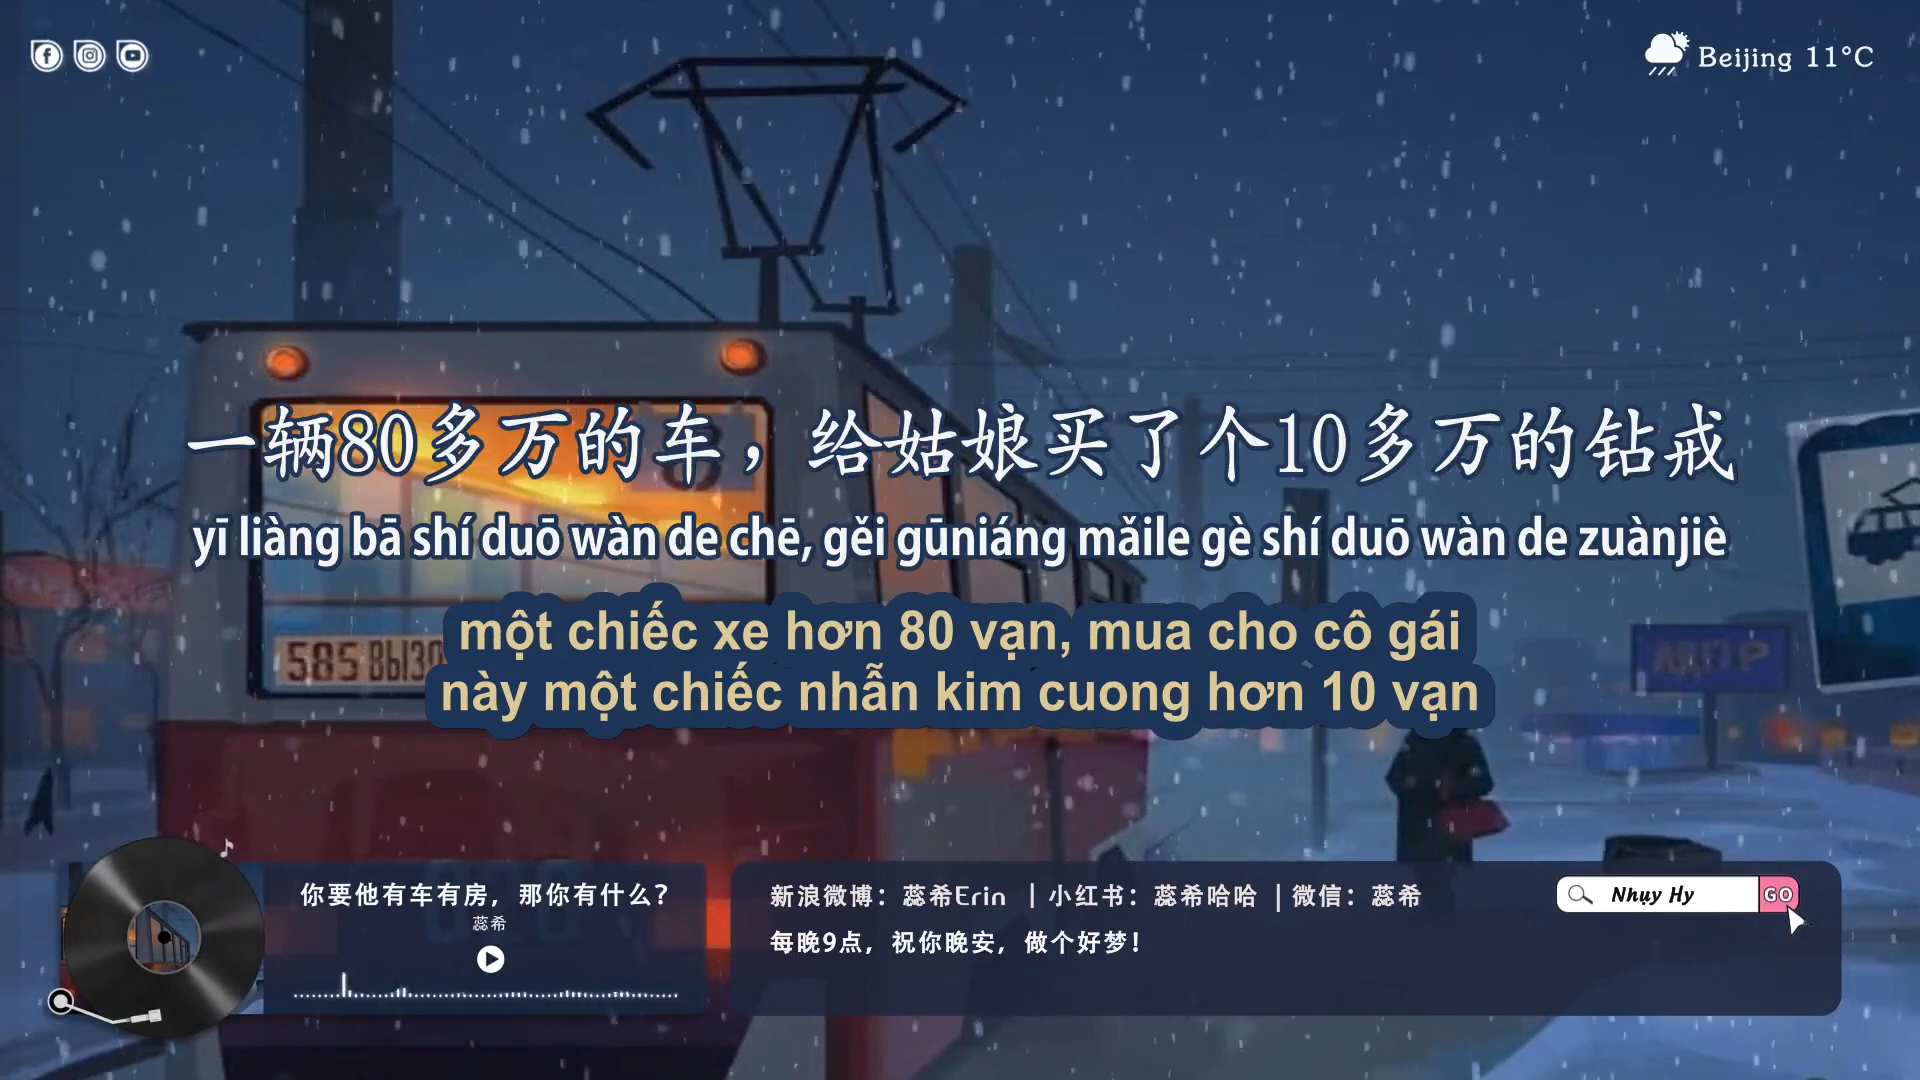 Beijing 11°C
一辆80多万的车，给姑娘买了个10多万的钻戒
yī liàng bā shí duō wàn de chē, gěi gūniáng mǎile gè shí duō wàn de zuànjiè
một chiếc xe hơn 80 vạn, mua cho cô gái
này một chiếc nhẫn kim cuong hơn 10 vạn
你要他有车有房，那你有什么？
蕊希
新浪微博：蕊希Erin ｜小红书：蕊希哈哈 ｜微信：蕊希
每晚9点，祝你晚安，做个好梦！
Nhụy Hy
GO